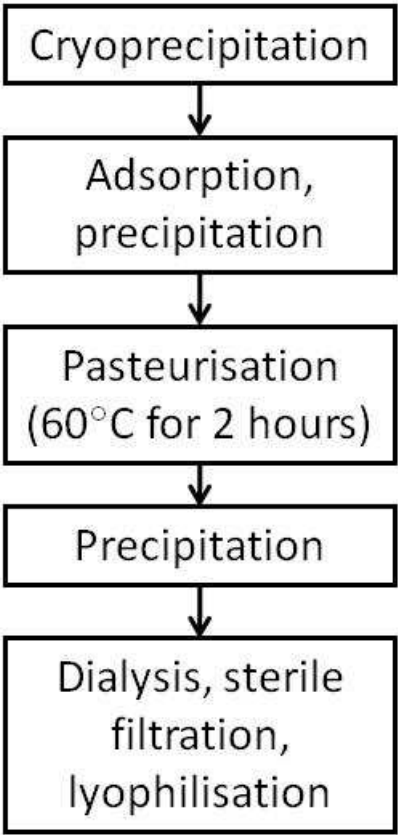 Cryoprecipitation
Adsorption,
precipitation
Pasteurisation
(60°C for 2 hours)
Precipitation
Dialysis, sterile
filtration,
lyophilisation